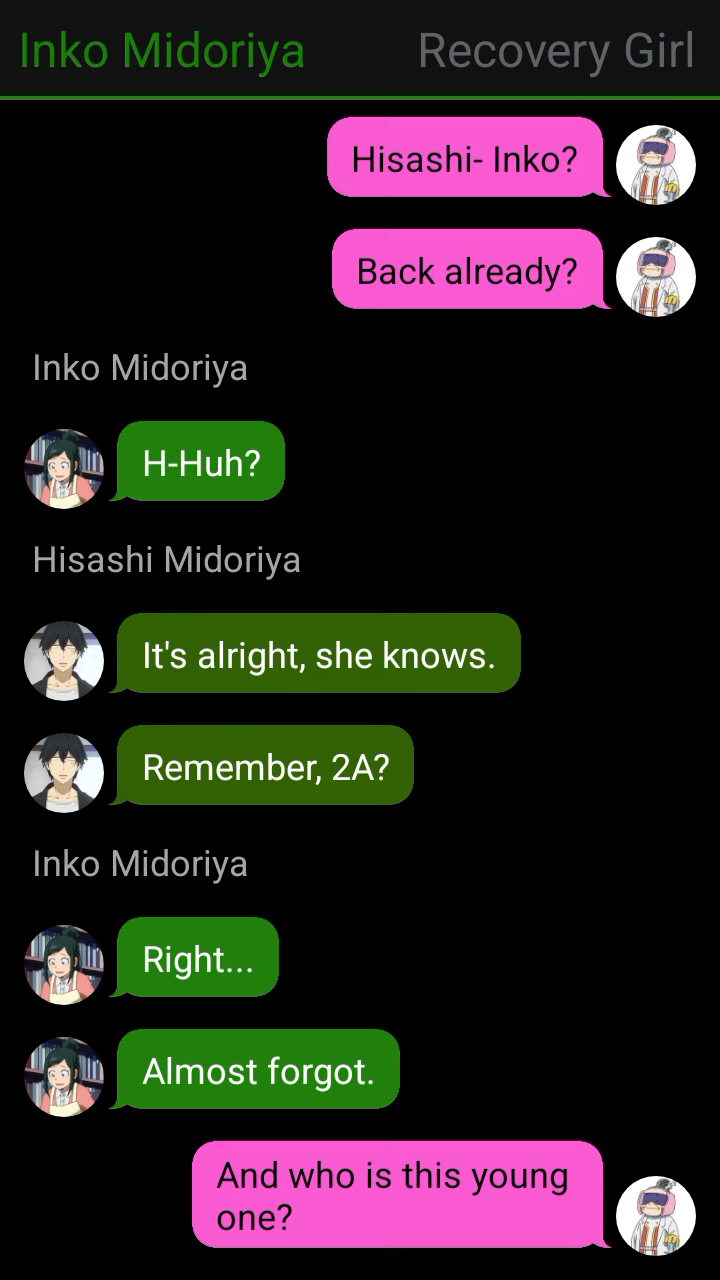 Inko Midoriya Recovery Girl
Hisashi- Inko?
Back already?
Inko Midoriya
H-Huh?
Hisashi Midoriya
It's alright, she knows.
Remember, 2A?
Inko Midoriya
Right...
Almost forgot.
And who is this young
one?